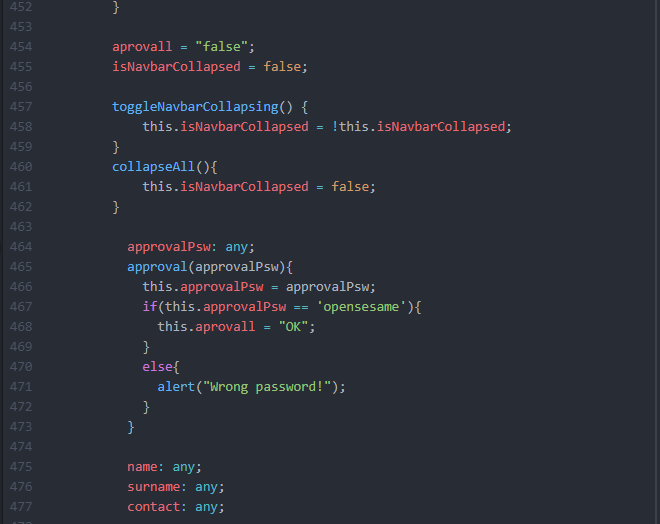 452 }
453
454 aprovall = "false";
455 isNavbarCollapsed = false;
456
457 toggleNavbarCollapsing() {
458 this.isNavbarCollapsed = !this.isNavbarCollapsed;
459 }
460 collapseAll(){
461 this.isNavbarCollapsed = false;
462 }
463
464 approvalPsw: any;
465 approval(approvalPsw){
466 this.approvalPsw = approvalPsw;
467 if(this.approvalPsw == 'opensesame'){
468 this.aprovall = "OK";
469 }
470 else{
471 alert("Wrong password!");
472 }
473 }
474
475 name: any;
476 surname: any;
477 contact: any;